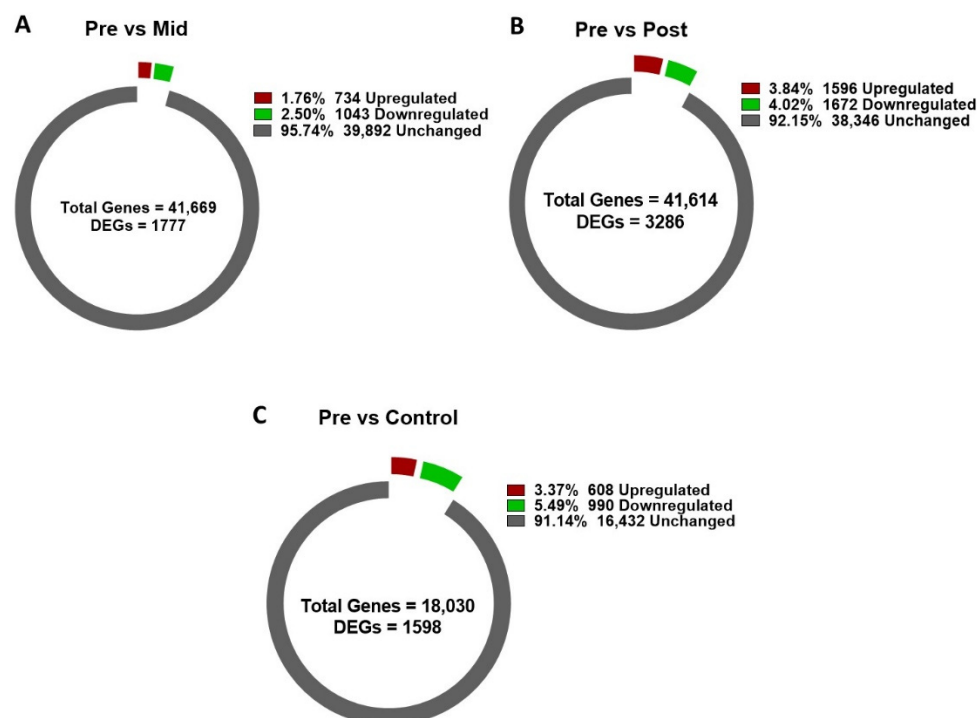 A
Pre vs Mid
1.76% 734 Upregulated
2.50% 1043 Downregulated
95.74% 39,892 Unchanged
Total Genes = 41,669
DEGs = 1777
B
Pre vs Post
3.84% 1596 Upregulated
4.02% 1672 Downregulated
92.15% 38,346 Unchanged
Total Genes = 41,614
DEGs = 3286
C
Pre vs Control
3.37% 608 Upregulated
5.49% 990 Downregulated
91.14% 16,432 Unchanged
Total Genes = 18,030
DEGs = 1598